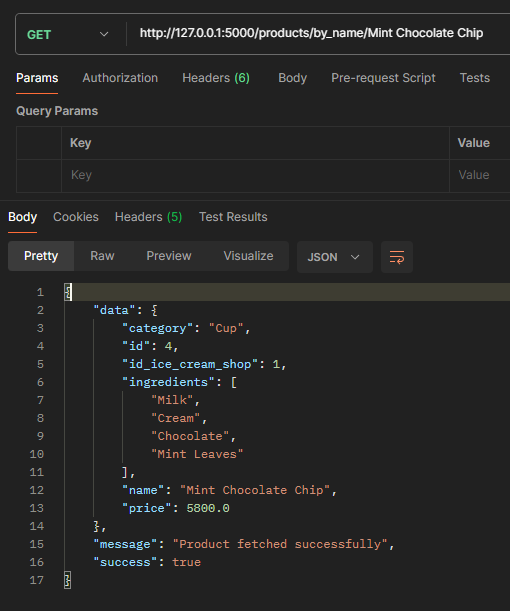 GET http://127.0.0.1:5000/products/by_name/Mint Chocolate Chip
Params Authorization Headers (6) Body Pre-request Script Tests
Query Params
Key Value
Key Value
Body Cookies Headers (5) Test Results
Pretty Raw Preview Visualize JSON
1 {
2 "data": {
3 "category": "Cup",
4 "id": 4,
5 "id_ice_cream_shop": 1,
6 "ingredients": [
7 "Milk",
8 "Cream",
9 "Chocolate",
10 "Mint Leaves"
11 ],
12 "name": "Mint Chocolate Chip",
13 "price": 5800.0
14 },
15 "message": "Product fetched successfully",
16 "success": true
17 }